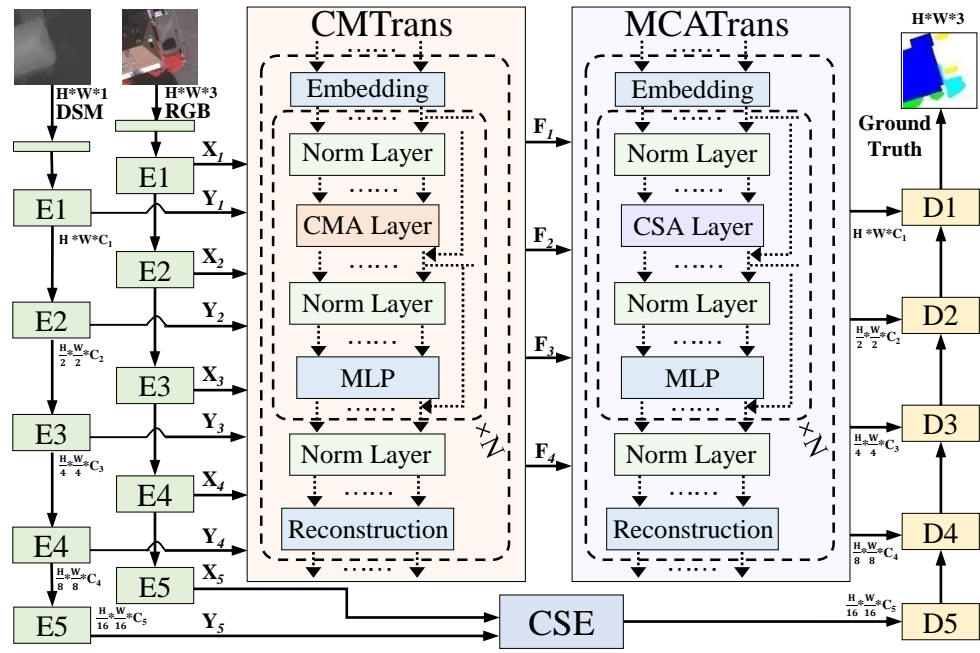 CMTrans
MCATrans
H*W*3
H*W*1
DSM
H*W*3
RGB
Ground
Truth
E1
E2
E3
E4
E5
H*W*C₁
H/2*W/2*C₂
H/4*W/4*C₃
H/8*W/8*C₄
H/16*W/16*C₅
E1
E2
E3
E4
E5
X₁
Y₁
X₂
Y₂
X₃
Y₃
X₄
Y₄
X₅
Y₅
Embedding
Norm Layer
CMA Layer
Norm Layer
MLP
×N
Norm Layer
Reconstruction
F₁
F₂
F₃
F₄
Embedding
Norm Layer
CSA Layer
Norm Layer
MLP
×N
Norm Layer
Reconstruction
CSE
H*W*C₁
H/2*W/2*C₂
H/4*W/4*C₃
H/8*W/8*C₄
H/16*W/16*C₅
D1
D2
D3
D4
D5